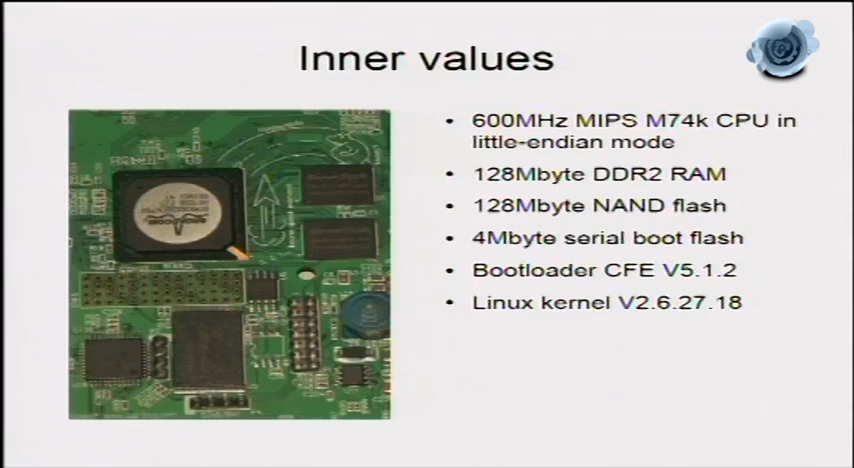 Inner values
• 600MHz MIPS M74k CPU in
little-endian mode
• 128Mbyte DDR2 RAM
• 128Mbyte NAND flash
• 4Mbyte serial boot flash
• Bootloader CFE V5.1.2
• Linux kernel V2.6.27.18